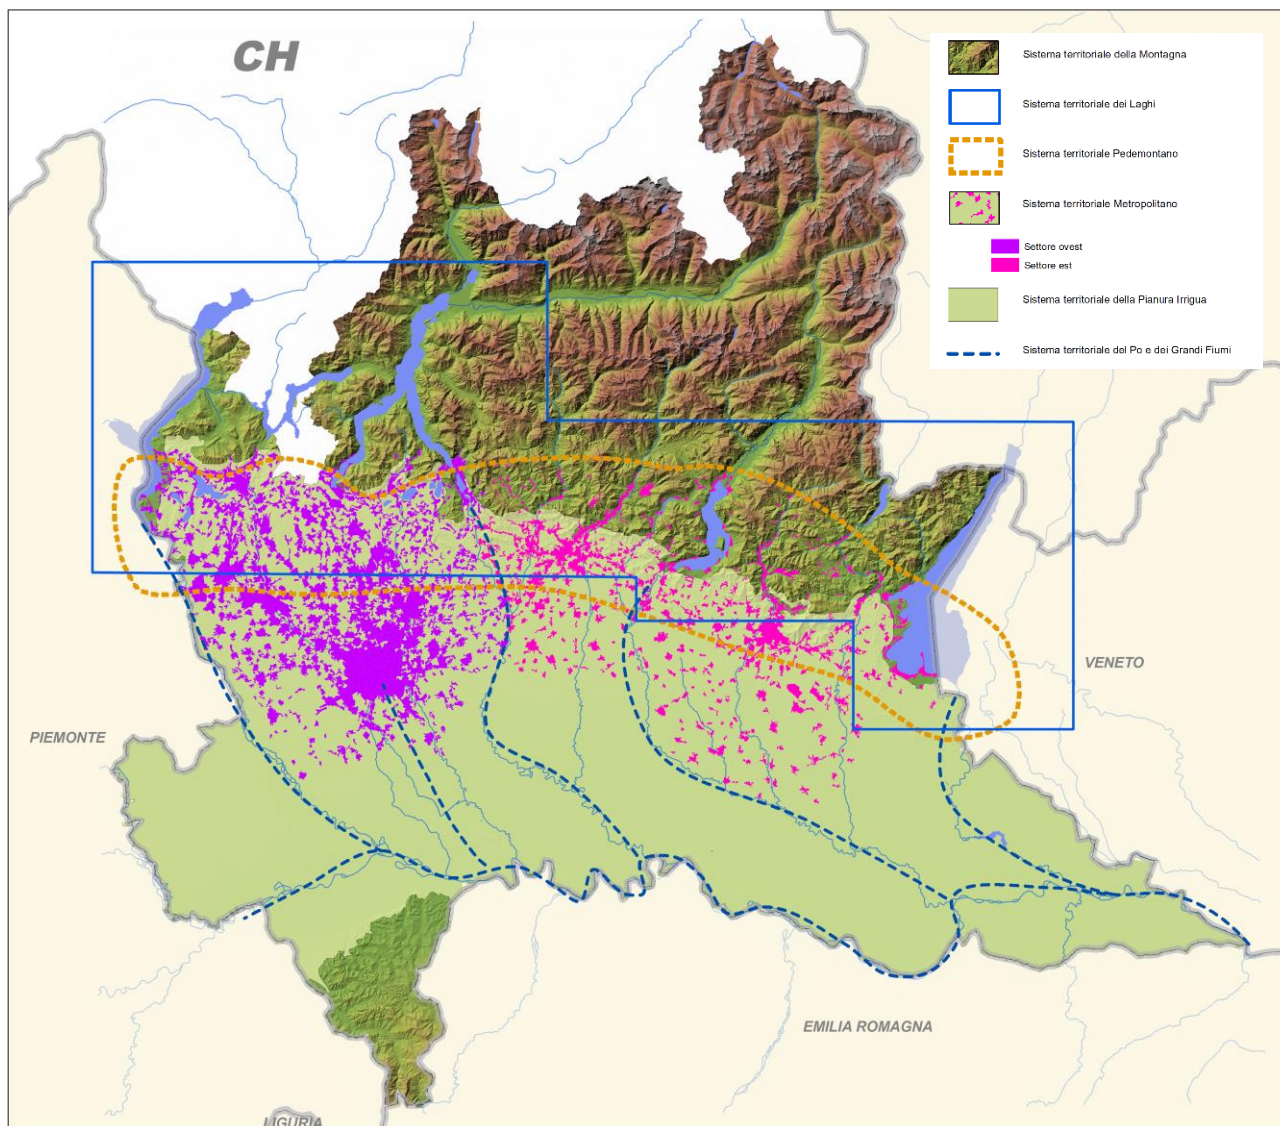 CH
Sistema territoriale della Montagna
Sistema territoriale dei Laghi
Sistema territoriale Pedemontano
Sistema territoriale Metropolitano
Settore ovest
Settore est
Sistema territoriale della Pianura Irrigua
Sistema territoriale del Po e dei Grandi Fiumi
VENETO
PIEMONTE
EMILIA ROMAGNA
LIGURIA